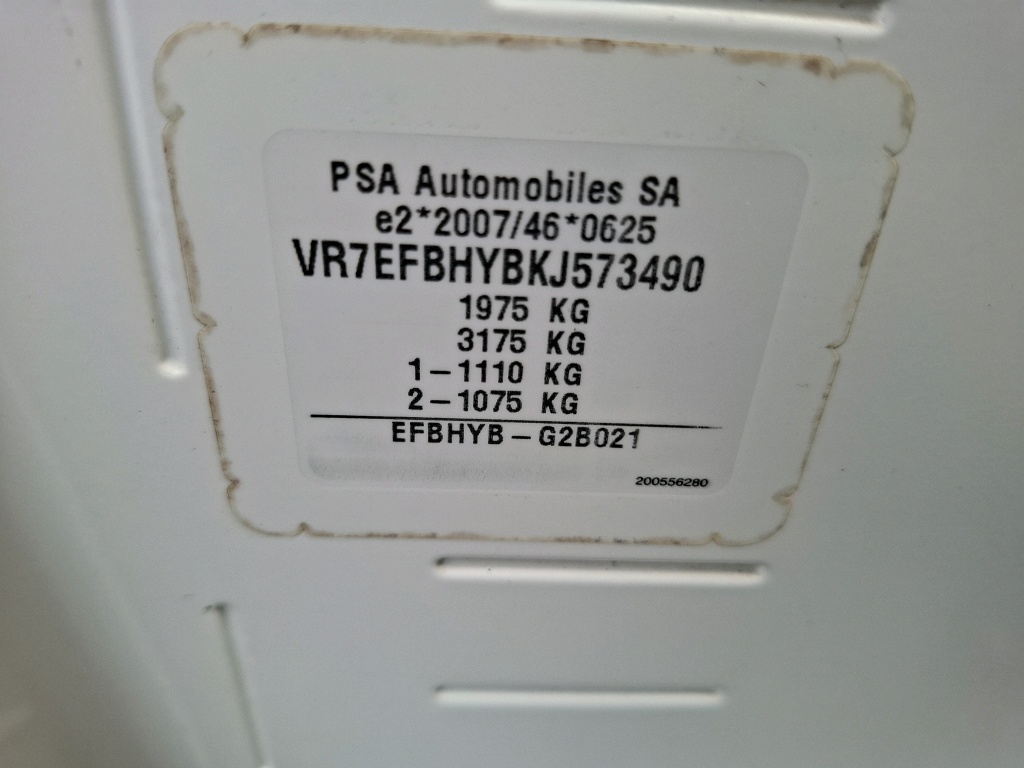 PSA Automobiles SA
e2*2007/46*0625
VR7EFBHYBKJ573490
1975 KG
3175 KG
1-1110 KG
2-1075 KG
EFBHYB-G2B021
200556280